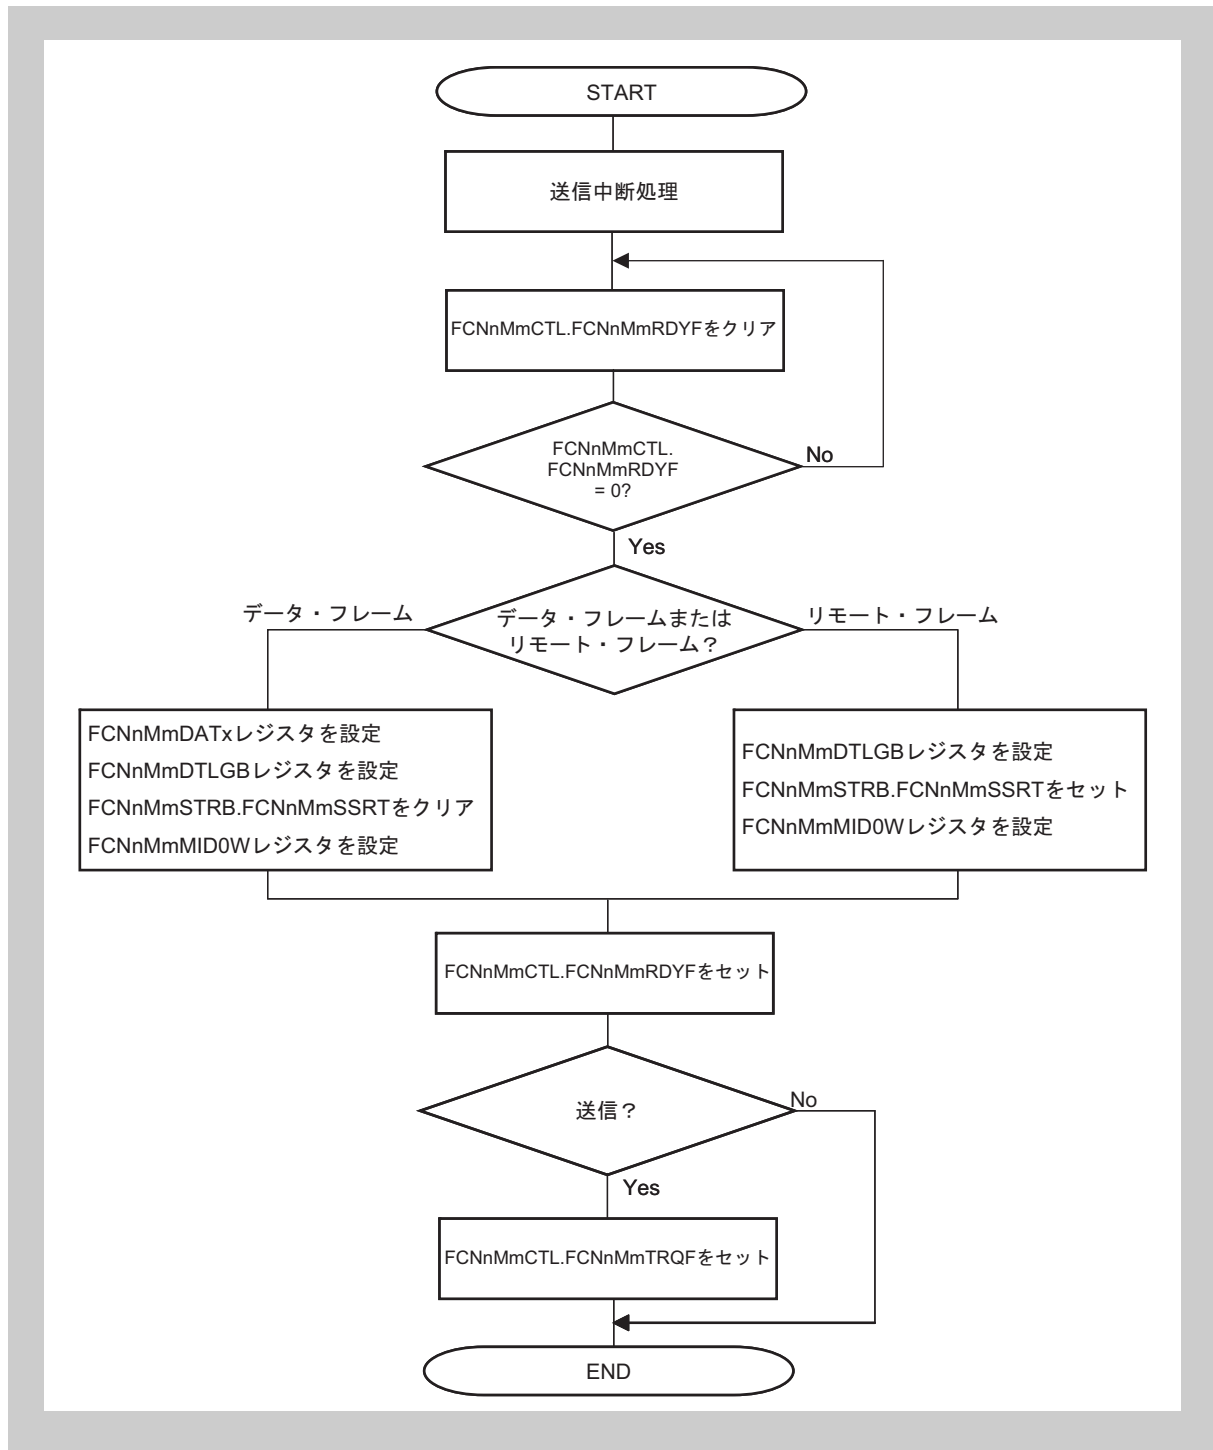 START
送信中断処理
FCNnMmCTL.FCNnMmRDYFをクリア
FCNnMmCTL.
FCNnMmRDYF
= 0?
No
Yes
データ・フレーム
データ・フレームまたは
リモート・フレーム？
リモート・フレーム
FCNnMmDATxレジスタを設定
FCNnMmDTLGBレジスタを設定
FCNnMmSTRB.FCNnMmSSRTをクリア
FCNnMmMID0Wレジスタを設定
FCNnMmDTLGBレジスタを設定
FCNnMmSTRB.FCNnMmSSRTをセット
FCNnMmMID0Wレジスタを設定
FCNnMmCTL.FCNnMmRDYFをセット
送信？
No
Yes
FCNnMmCTL.FCNnMmTRQFをセット
END